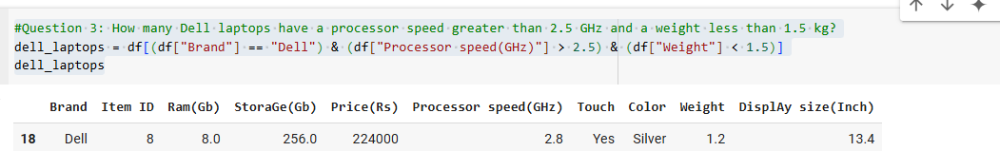 #Question 3: How many Dell laptops have a processor speed greater than 2.5 GHz and a weight less than 1.5 kg?
dell_laptops = df[(df["Brand"] == "Dell") & (df["Processor speed(GHz)"] > 2.5) & (df["Weight"] < 1.5)]
dell_laptops
Brand Item ID Ram(Gb) StoraGe(Gb) Price(Rs) Processor speed(GHz) Touch Color Weight DisplAy size(Inch)
18 Dell 8 8.0 256.0 224000 2.8 Yes Silver 1.2 13.4